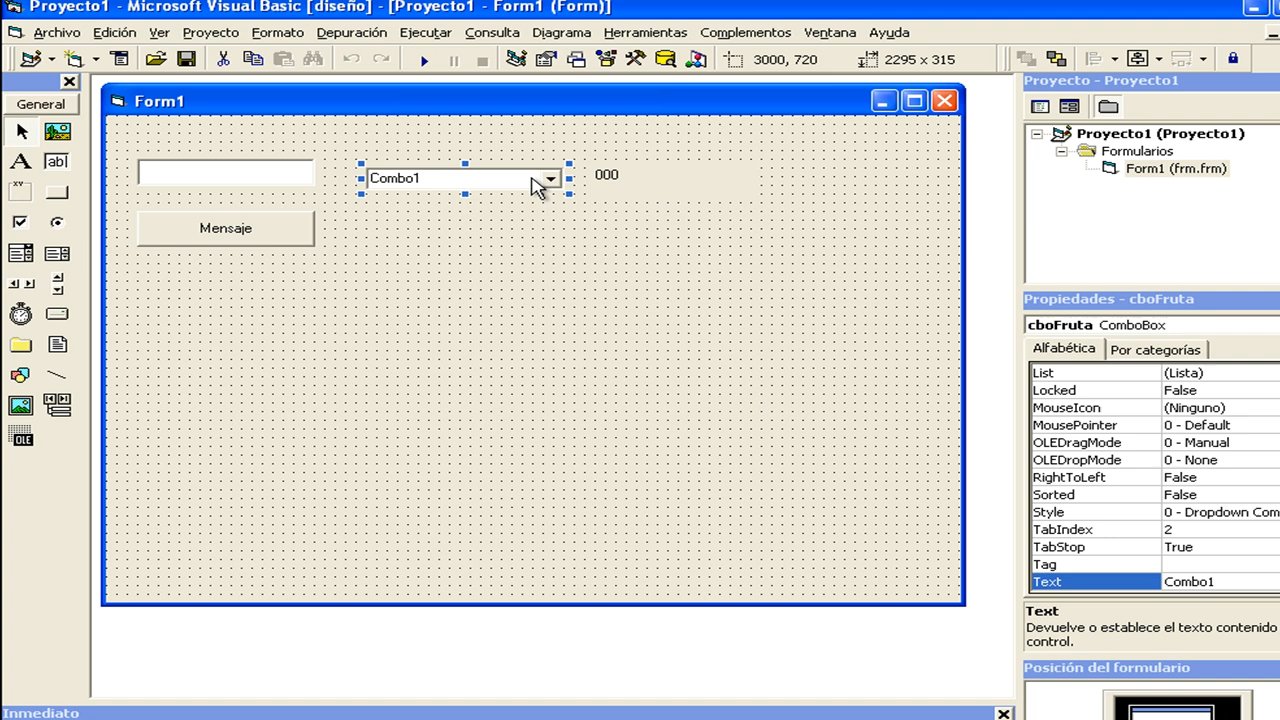 Proyecto1 - Microsoft Visual Basic [diseño] - [Proyecto1 - Form1 (Form)]
Archivo Edición Ver Proyecto Formato Depuración Ejecutar Consulta Diagrama Herramientas Complementos Ventana Ayuda
3000, 720 2295 x 315
General
A ab|
XY
OLE
Form1
Combo1
000
Mensaje
Proyecto - Proyecto1
Proyecto1 (Proyecto1)
Formularios
Form1 (frm.frm)
Propiedades - cboFruta
cboFruta ComboBox
Alfabética Por categorías
List (Lista)
Locked False
MouseIcon (Ninguno)
MousePointer 0 - Default
OLEDragMode 0 - Manual
OLEDropMode 0 - None
RightToLeft False
Sorted False
Style 0 - Dropdown Com
TabIndex 2
TabStop True
Tag
Text Combo1
Text
Devuelve o establece el texto contenido
control.
Posición del formulario
Inmediato